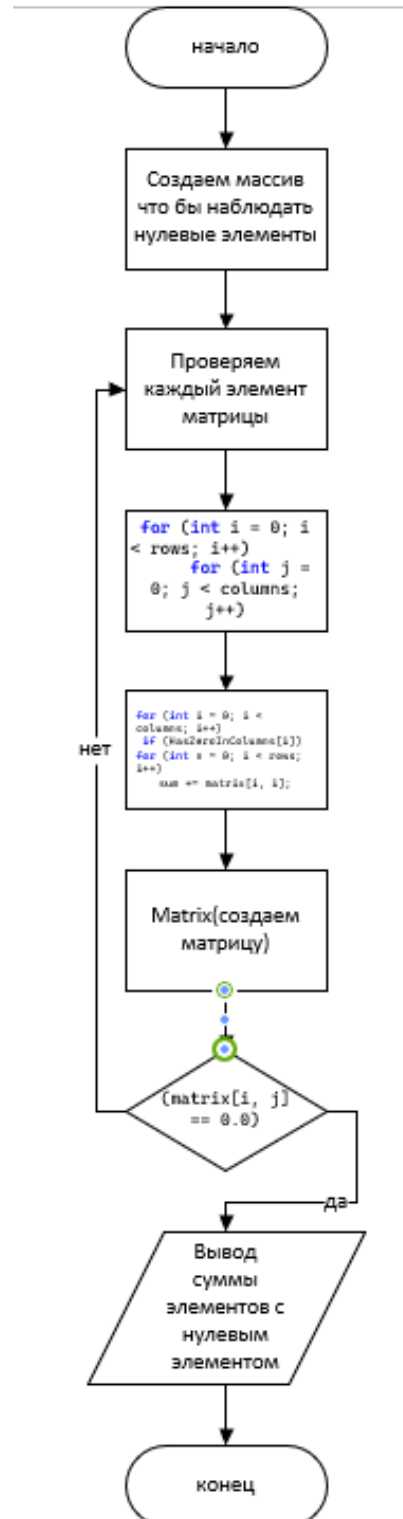 начало
Создаем массив
что бы наблюдать
нулевые элементы
Проверяем
каждый элемент
матрицы
for (int i = 0; i
< rows; i++)
for (int j =
0; j < columns;
j++)
for (int i = 0; i <
columns; i++)
if (HasZeroInColumns[i])
for (int = 0; i < rows;
i++)
sum += matrix[i, i];
нет
Matrix(создаем
матрицу)
(matrix[i, j]
== 0.0)
да
Вывод
суммы
элементов с
нулевым
элементом
конец